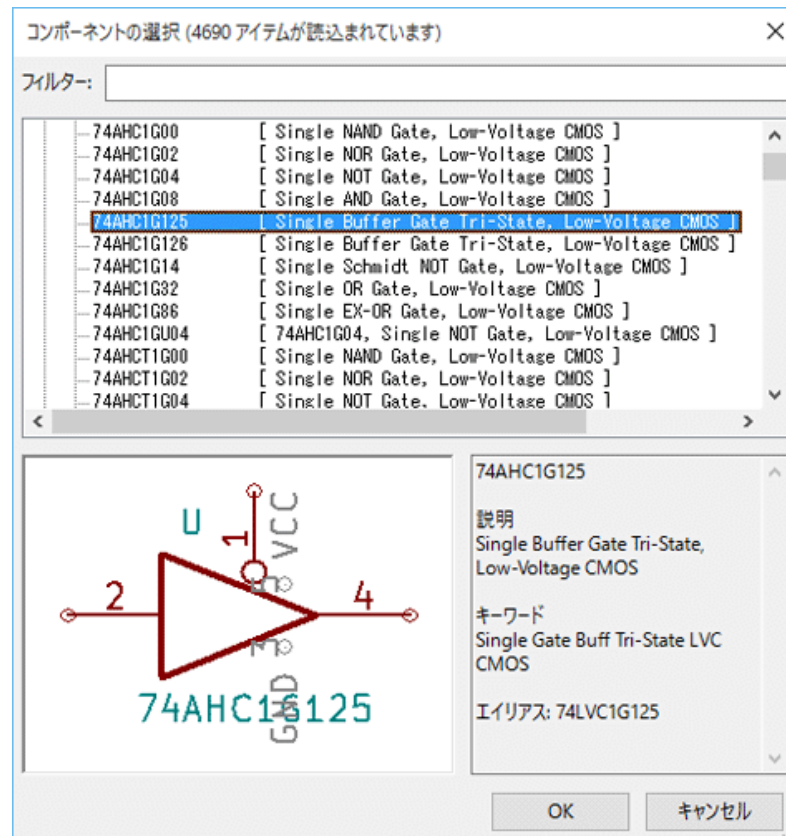 コンポーネントの選択 (4690 アイテムが読込まれています)
フィルター:
74AHC1G00 [ Single NAND Gate, Low-Voltage CMOS ]
74AHC1G02 [ Single NOR Gate, Low-Voltage CMOS ]
74AHC1G04 [ Single NOT Gate, Low-Voltage CMOS ]
74AHC1G08 [ Single AND Gate, Low-Voltage CMOS ]
74AHC1G125 [ Single Buffer Gate Tri-State, Low-Voltage CMOS ]
74AHC1G126 [ Single Buffer Gate Tri-State, Low-Voltage CMOS ]
74AHC1G14 [ Single Schmidt NOT Gate, Low-Voltage CMOS ]
74AHC1G32 [ Single OR Gate, Low-Voltage CMOS ]
74AHC1G86 [ Single EX-OR Gate, Low-Voltage CMOS ]
74AHC1GU04 [ 74AHC1G04, Single NOT Gate, Low-Voltage CMOS ]
74AHCT1G00 [ Single NAND Gate, Low-Voltage CMOS ]
74AHCT1G02 [ Single NOR Gate, Low-Voltage CMOS ]
74AHCT1G04 [ Single NOT Gate, Low-Voltage CMOS ]
U
1
VCC
5
2
4
3
GND
74AHC1G125
74AHC1G125
説明
Single Buffer Gate Tri-State,
Low-Voltage CMOS
キーワード
Single Gate Buff Tri-State LVC
CMOS
エイリアス: 74LVC1G125
OK
キャンセル